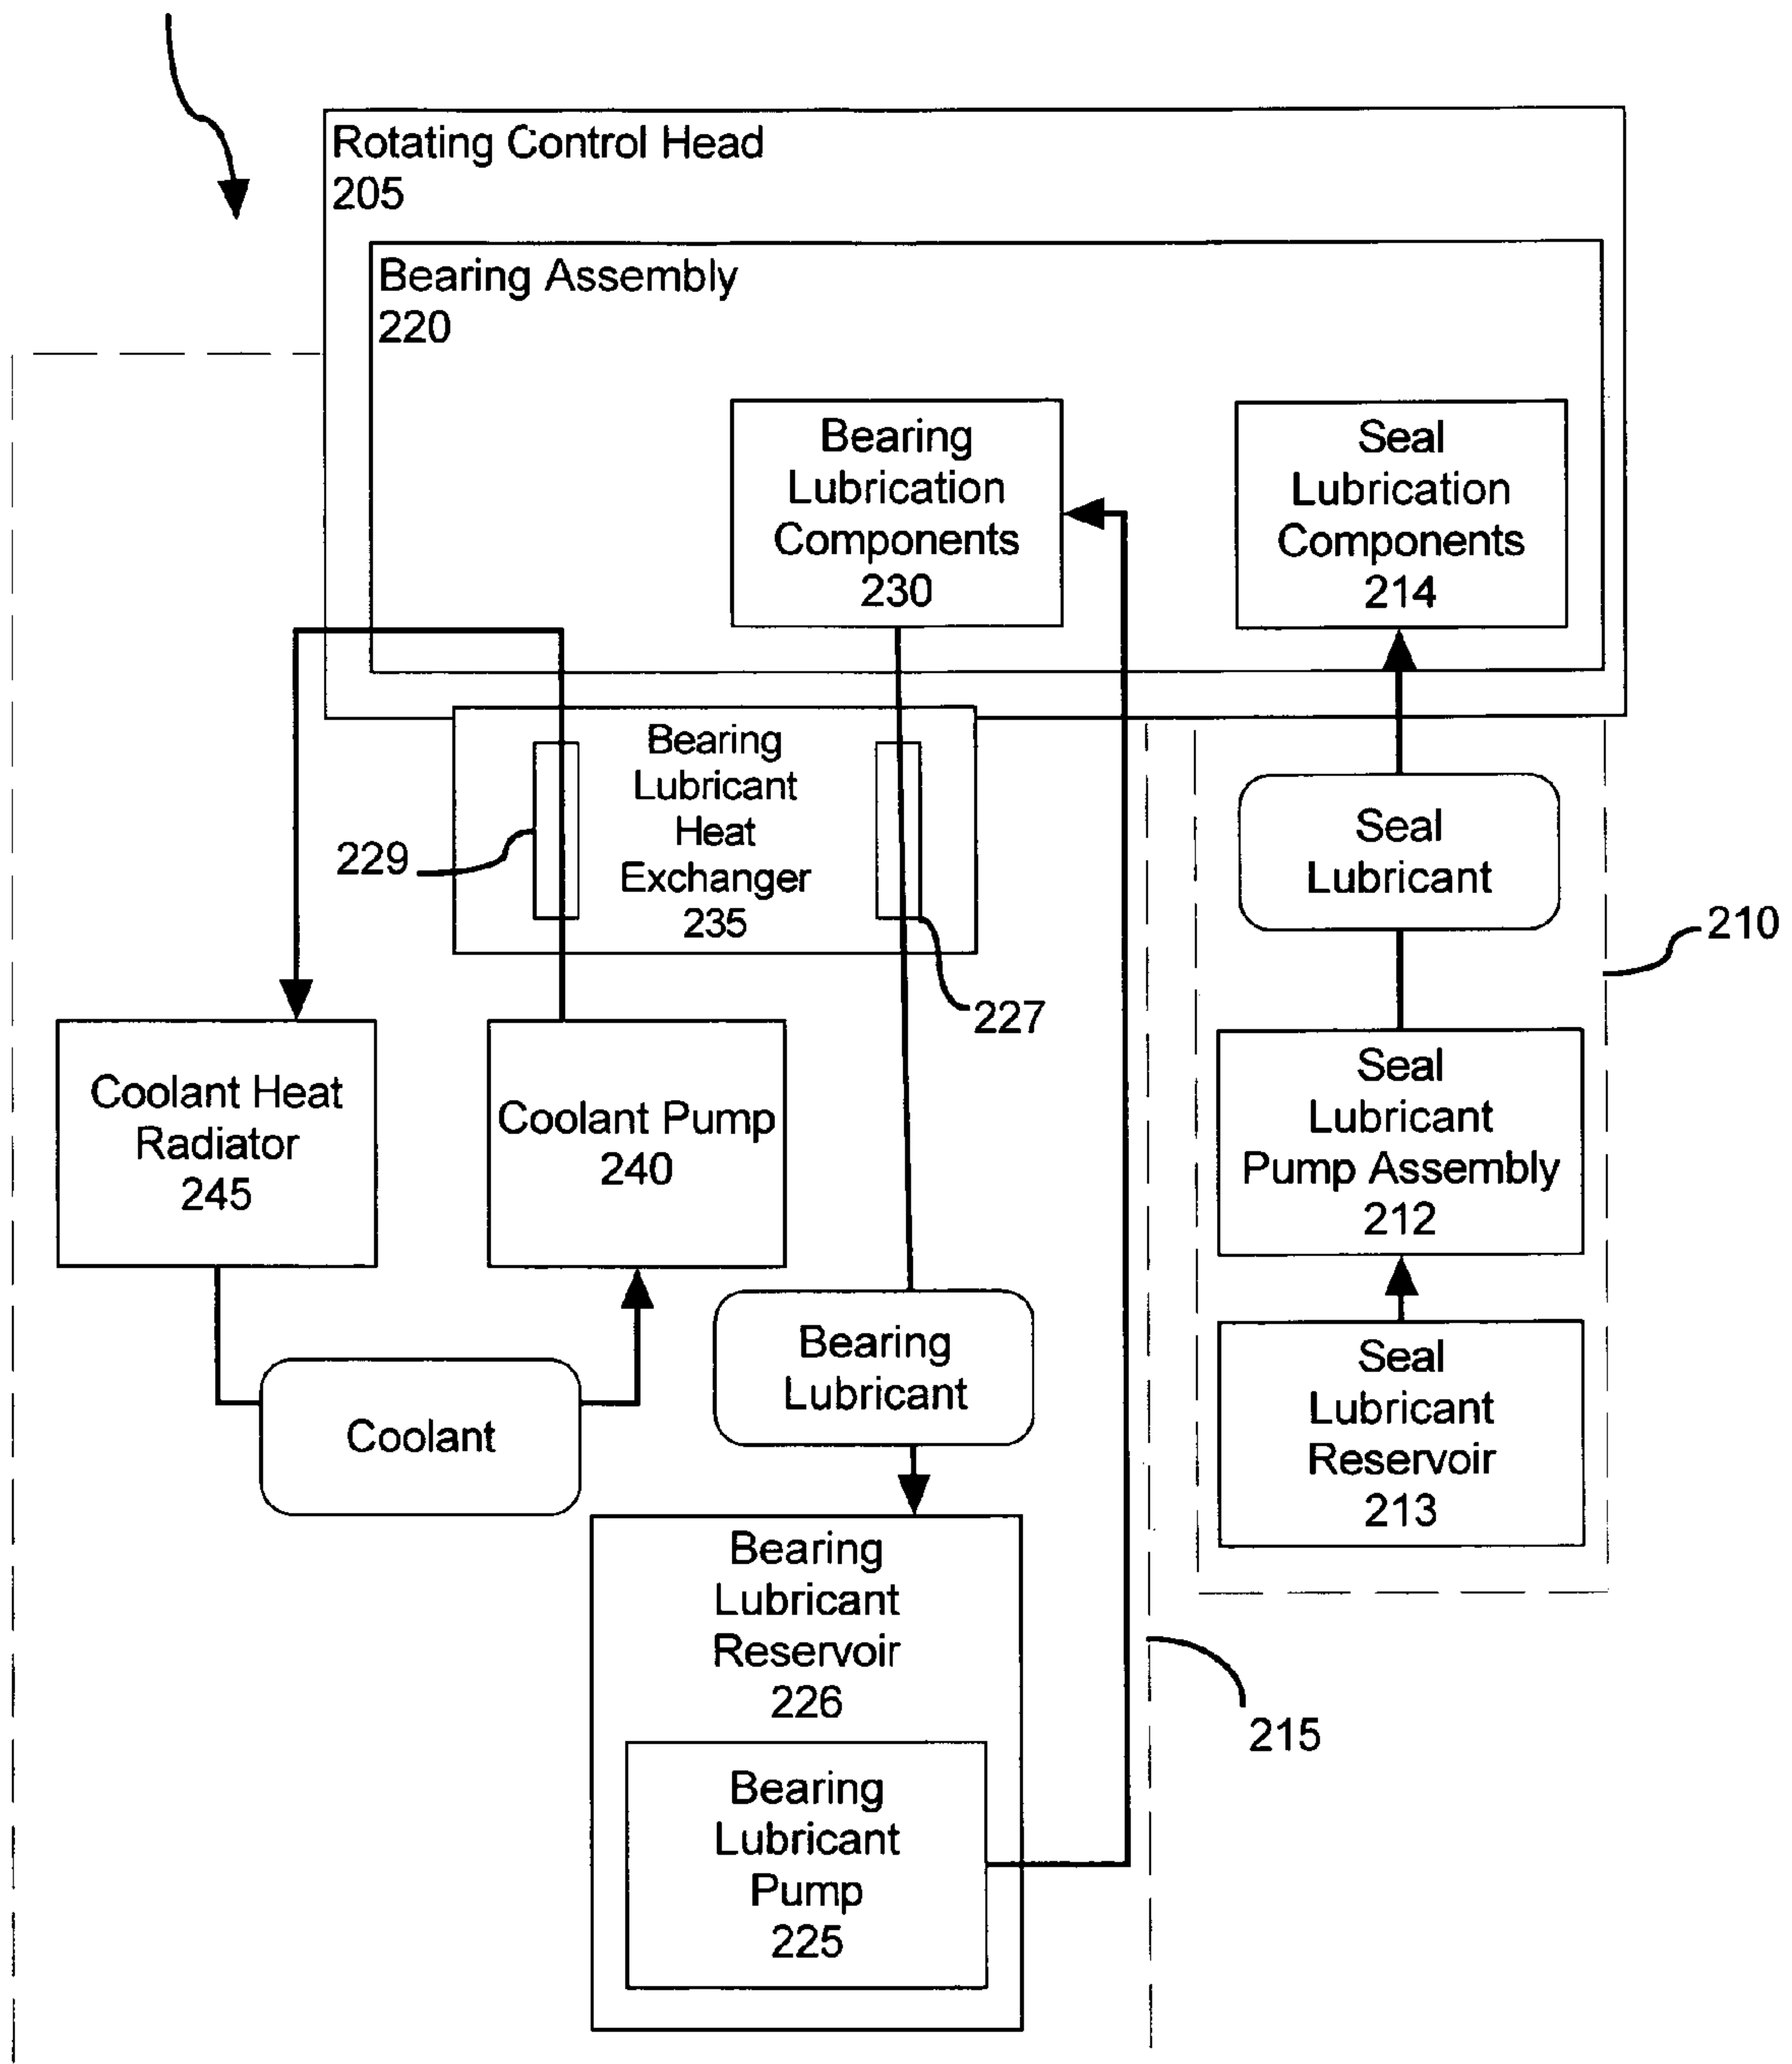 Rotating Control Head
205
Bearing Assembly
220
Bearing
Lubrication
Components
230
Seal
Lubrication
Components
214
Bearing
Lubricant
Heat
Exchanger
235
229
227
Seal
Lubricant
210
Coolant Heat
Radiator
245
Coolant Pump
240
Seal
Lubricant
Pump Assembly
212
Bearing
Lubricant
Coolant
Seal
Lubricant
Reservoir
213
Bearing
Lubricant
Reservoir
226
215
Bearing
Lubricant
Pump
225